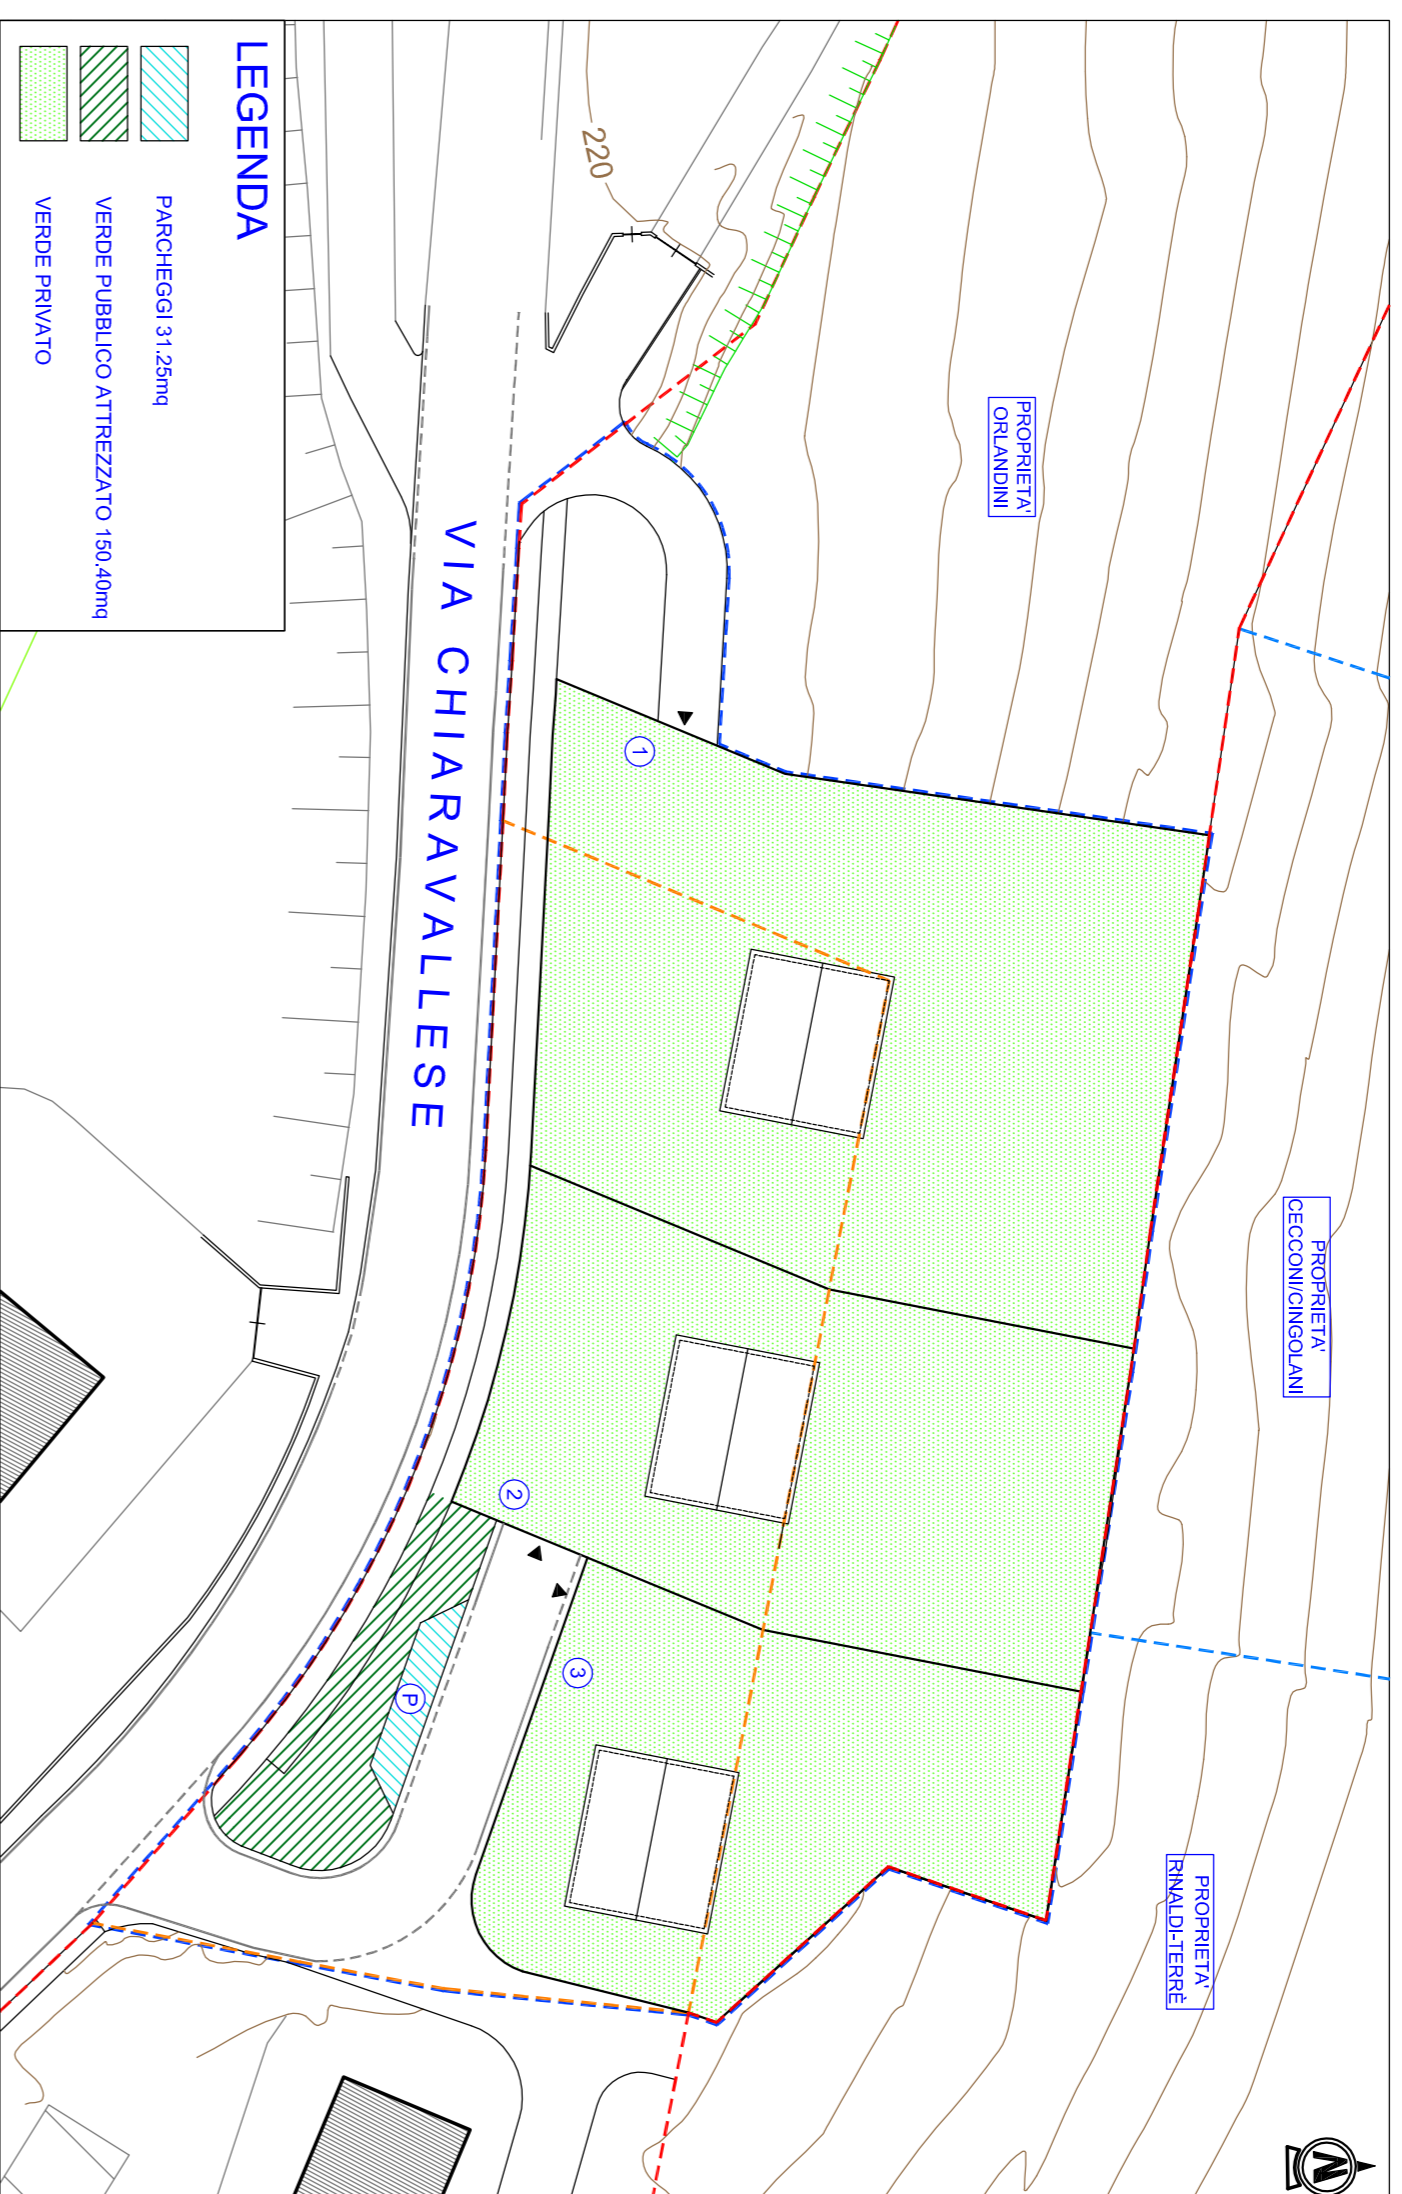 LEGENDA
PARCHEGGI 31.25mq
VERDE PUBBLICO ATTREZZATO 150.40mq
VERDE PRIVATO
220
PROPRIETA'
ORLANDINI
PROPRIETA'
CECCONI/CINGOLANI
PROPRIETA'
RINALDI-TERRÈ
VIA CHIARAVALLESE
1
2
3
P
N